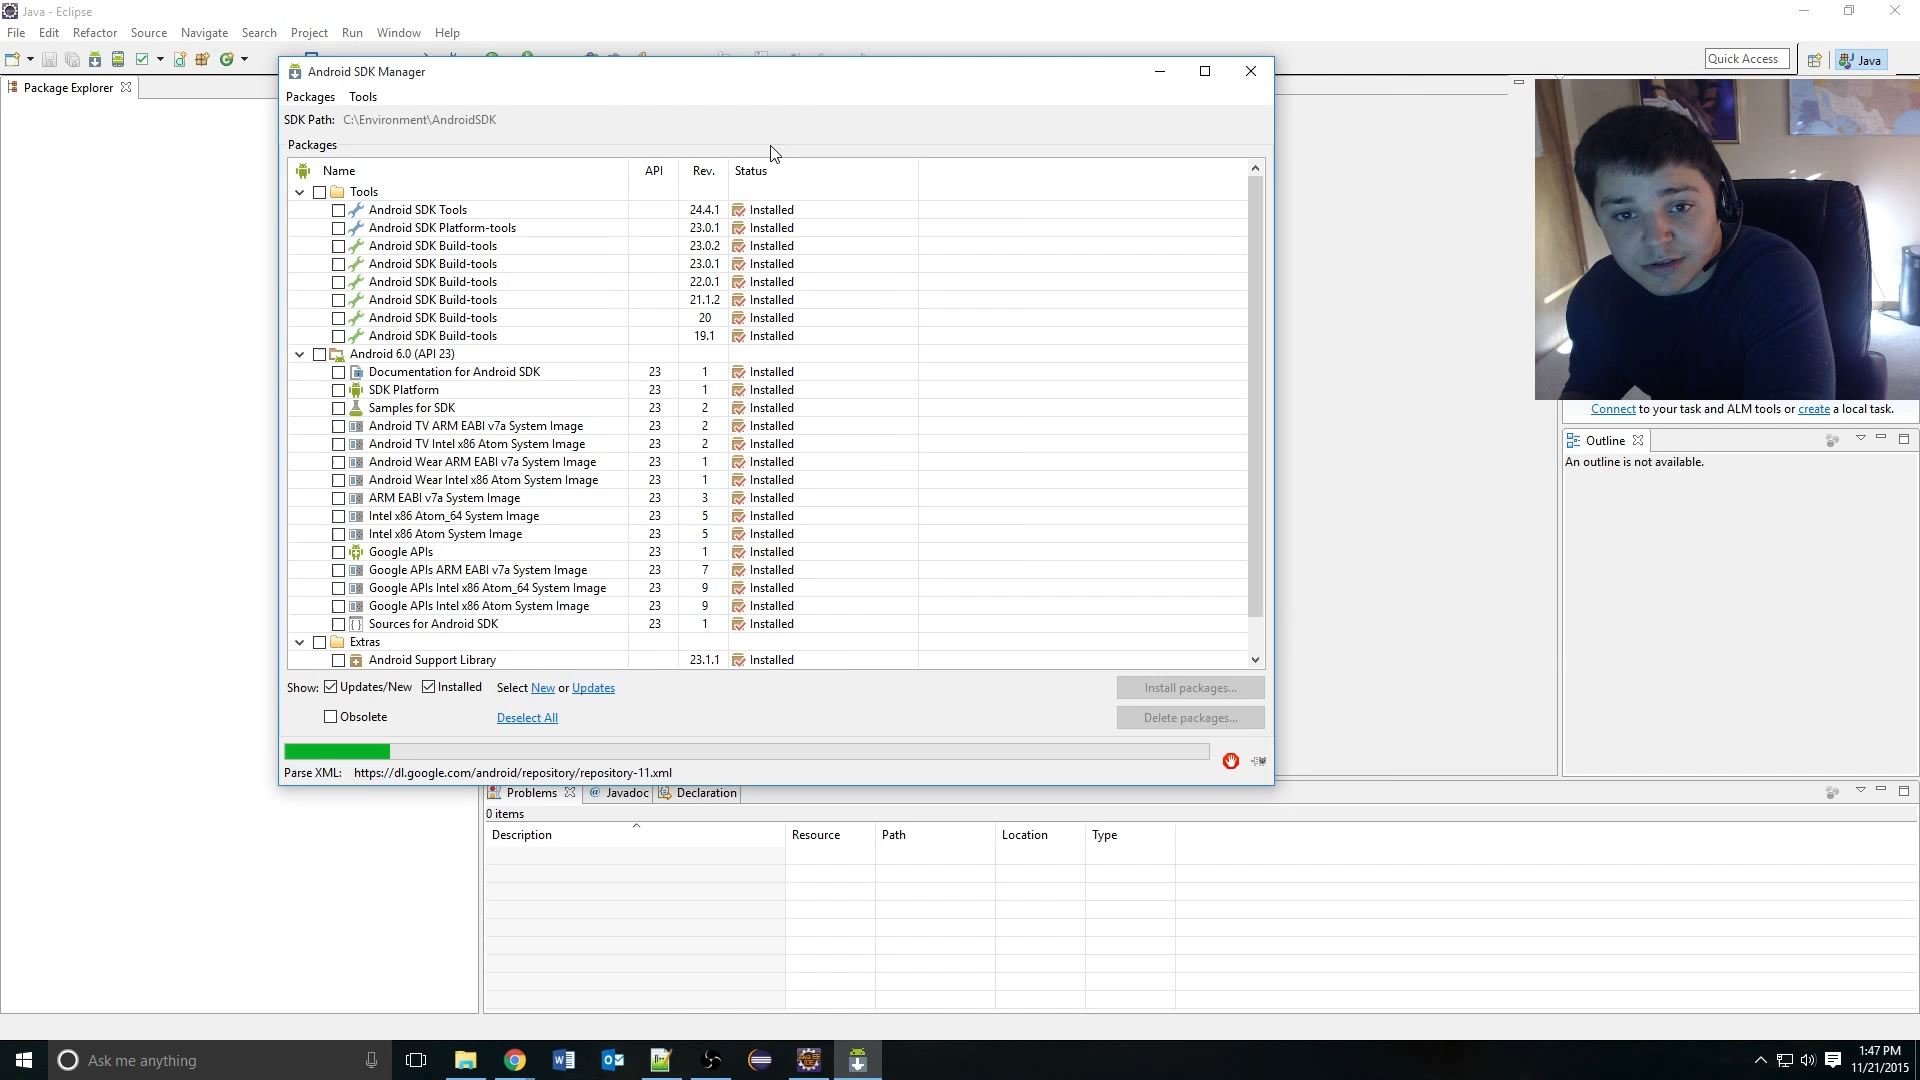 Java - Eclipse
File Edit Refactor Source Navigate Search Project Run Window Help
Quick Access
Java
Package Explorer
Android SDK Manager
Packages Tools
SDK Path: C:\Environment\AndroidSDK
Packages
Name API Rev. Status
Tools
Android SDK Tools 24.4.1 Installed
Android SDK Platform-tools 23.0.1 Installed
Android SDK Build-tools 23.0.2 Installed
Android SDK Build-tools 23.0.1 Installed
Android SDK Build-tools 22.0.1 Installed
Android SDK Build-tools 21.1.2 Installed
Android SDK Build-tools 20 Installed
Android SDK Build-tools 19.1 Installed
Android 6.0 (API 23)
Documentation for Android SDK 23 1 Installed
SDK Platform 23 1 Installed
Samples for SDK 23 2 Installed
Android TV ARM EABI v7a System Image 23 2 Installed
Android TV Intel x86 Atom System Image 23 2 Installed
Android Wear ARM EABI v7a System Image 23 1 Installed
Android Wear Intel x86 Atom System Image 23 1 Installed
ARM EABI v7a System Image 23 3 Installed
Intel x86 Atom_64 System Image 23 5 Installed
Intel x86 Atom System Image 23 5 Installed
Google APIs 23 1 Installed
Google APIs ARM EABI v7a System Image 23 7 Installed
Google APIs Intel x86 Atom_64 System Image 23 9 Installed
Google APIs Intel x86 Atom System Image 23 9 Installed
Sources for Android SDK 23 1 Installed
Extras
Android Support Library 23.1.1 Installed
Show: Updates/New Installed Select New or Updates
Install packages...
Obsolete Deselect All
Delete packages...
Parse XML: https://dl.google.com/android/repository/repository-11.xml
Connect to your task and ALM tools or create a local task.
Outline
An outline is not available.
Problems Javadoc Declaration
0 items
Description Resource Path Location Type
Ask me anything
1:47 PM
11/21/2015